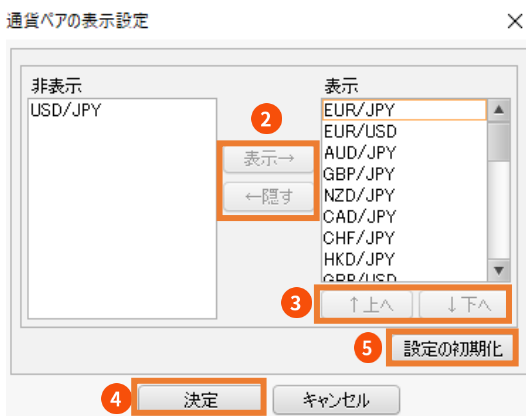 通貨ペアの表示設定
非表示
表示
USD/JPY
EUR/JPY
EUR/USD
AUD/JPY
GBP/JPY
NZD/JPY
CAD/JPY
CHF/JPY
HKD/JPY
GBP/USD
2
表示→
←隠す
3
↑上へ
↓下へ
5
設定の初期化
4
決定
キャンセル